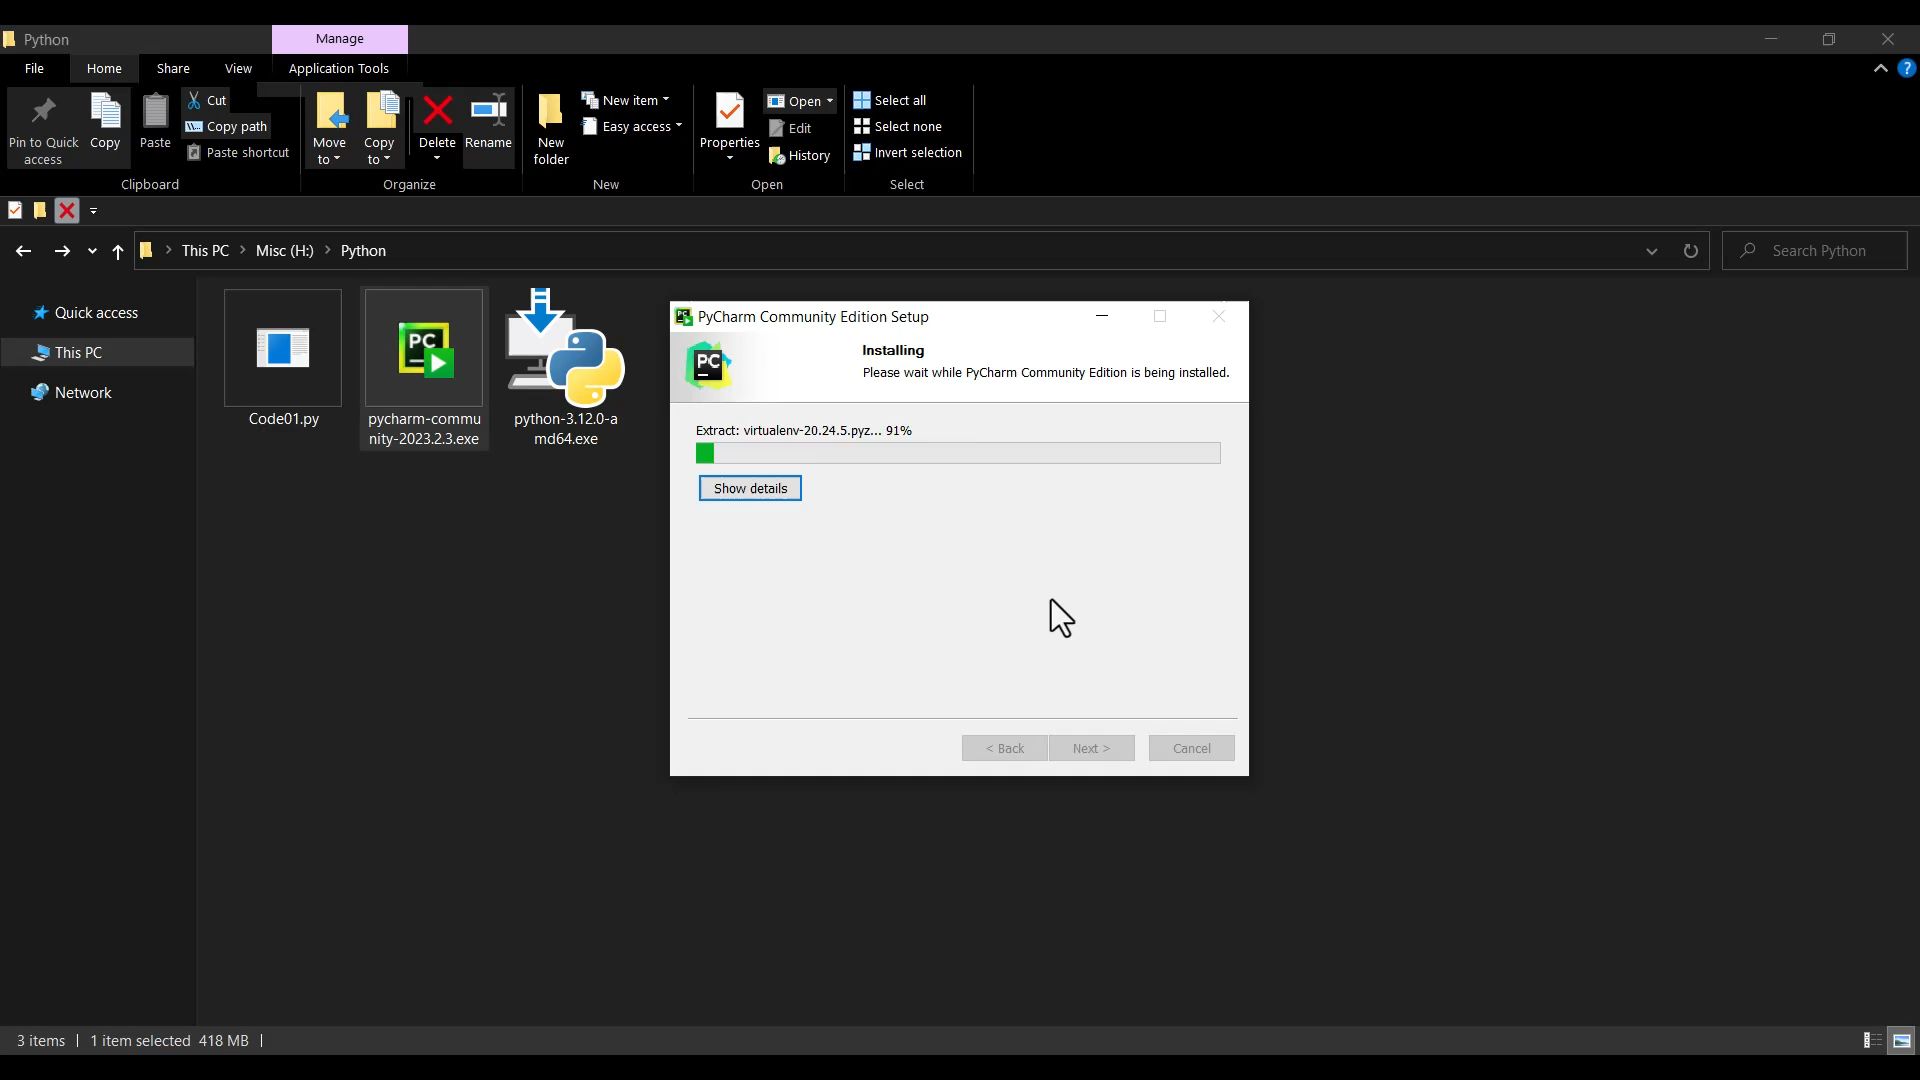 Python
Manage
File
Home
Share
View
Application Tools
Pin to Quick
access
Copy
Paste
Cut
Copy path
Paste shortcut
Clipboard
Move
to
Copy
to
Delete
Rename
Organize
New
folder
New item
Easy access
New
Properties
Open
Edit
History
Open
Select all
Select none
Invert selection
Select
This PC
Misc (H:)
Python
Search Python
Quick access
This PC
Network
Code01.py
PC
pycharm-commu
nity-2023.2.3.exe
python-3.12.0-a
md64.exe
PyCharm Community Edition Setup
PC
Installing
Please wait while PyCharm Community Edition is being installed.
Extract: virtualenv-20.24.5.pyz... 91%
Show details
< Back
Next >
Cancel
3 items
1 item selected 418 MB